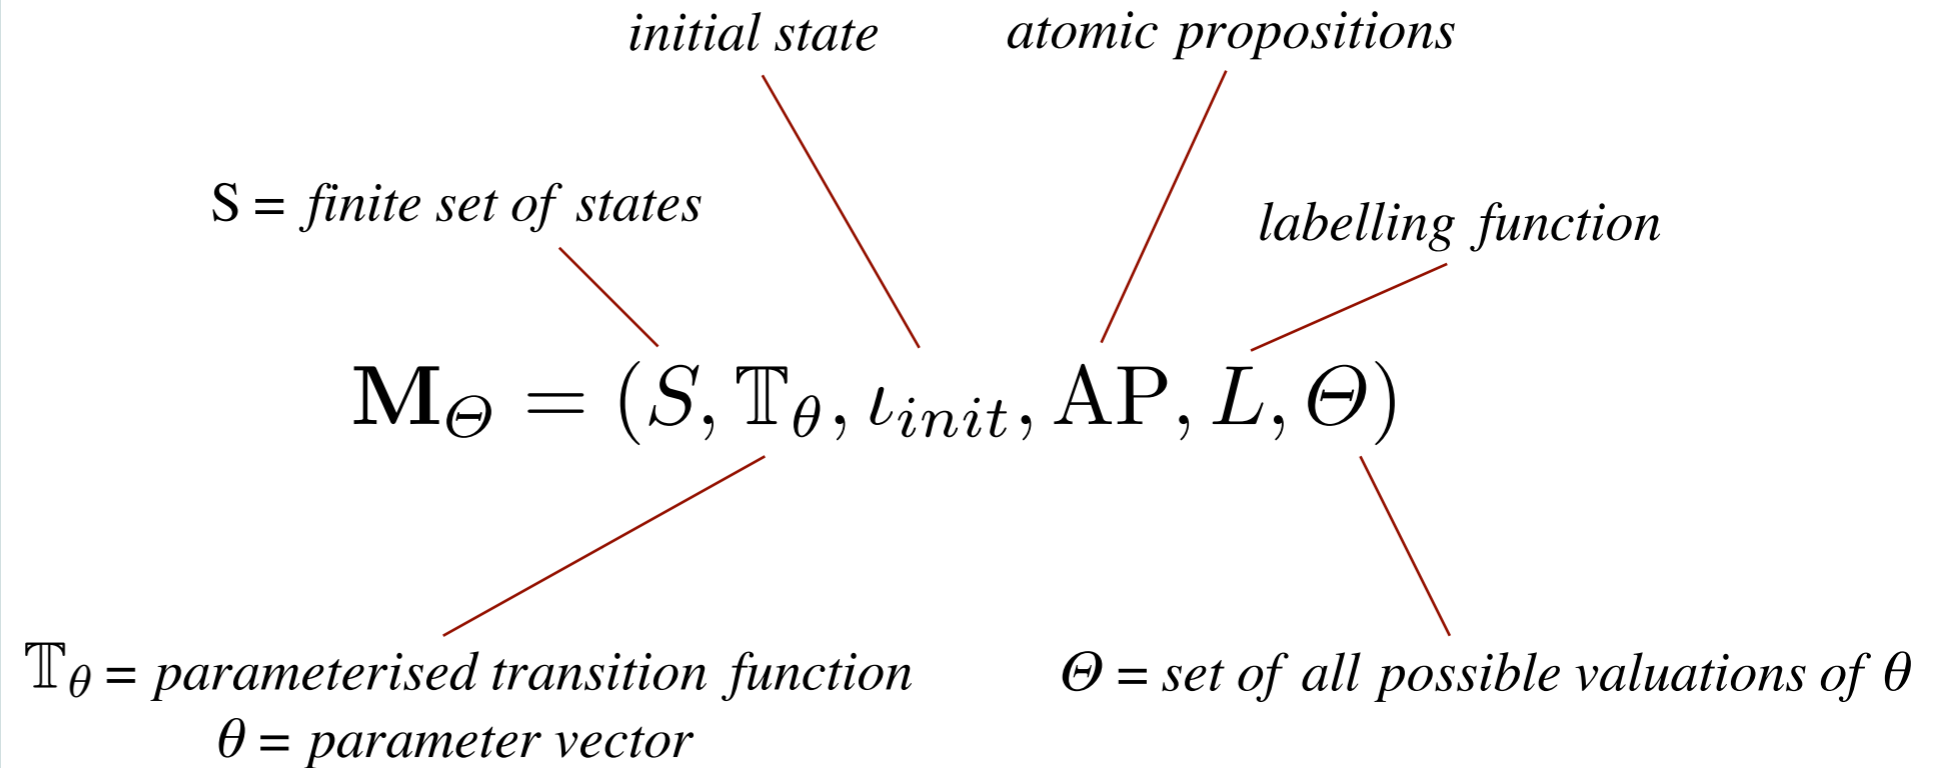 initial state
atomic propositions
S = finite set of states
labelling function
𝐌_Θ = (S, 𝕋_θ, ι_init, AP, L, Θ)
𝕋_θ = parameterised transition function
θ = parameter vector
Θ = set of all possible valuations of θ